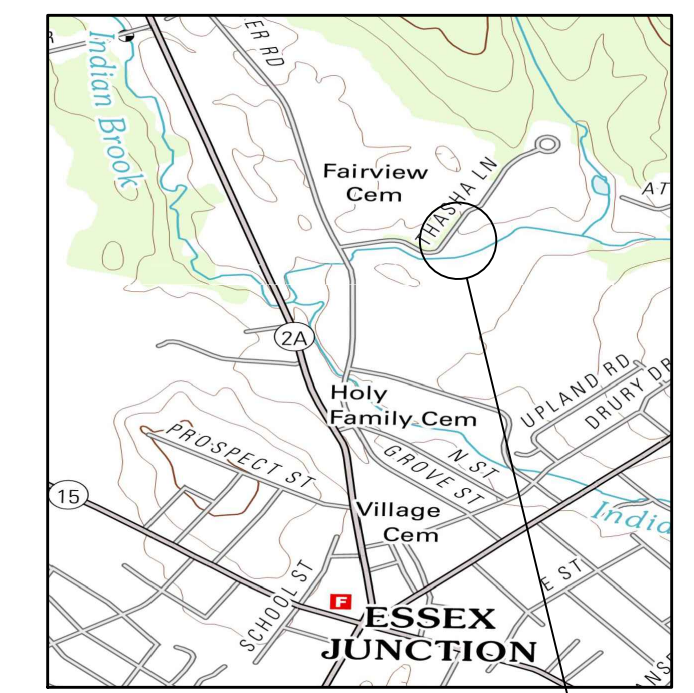 ER RD
R
Indian Brook
Fairview
Cem
THASHA LN
AT
2A
Holy
Family Cem
UPLAND RD
DRURY DR
PROSPECT ST
N ST
GROVE ST
15
Village
Cem
India
E ST
SCHOOL ST
F
ESSEX
JUNCTION
ANS